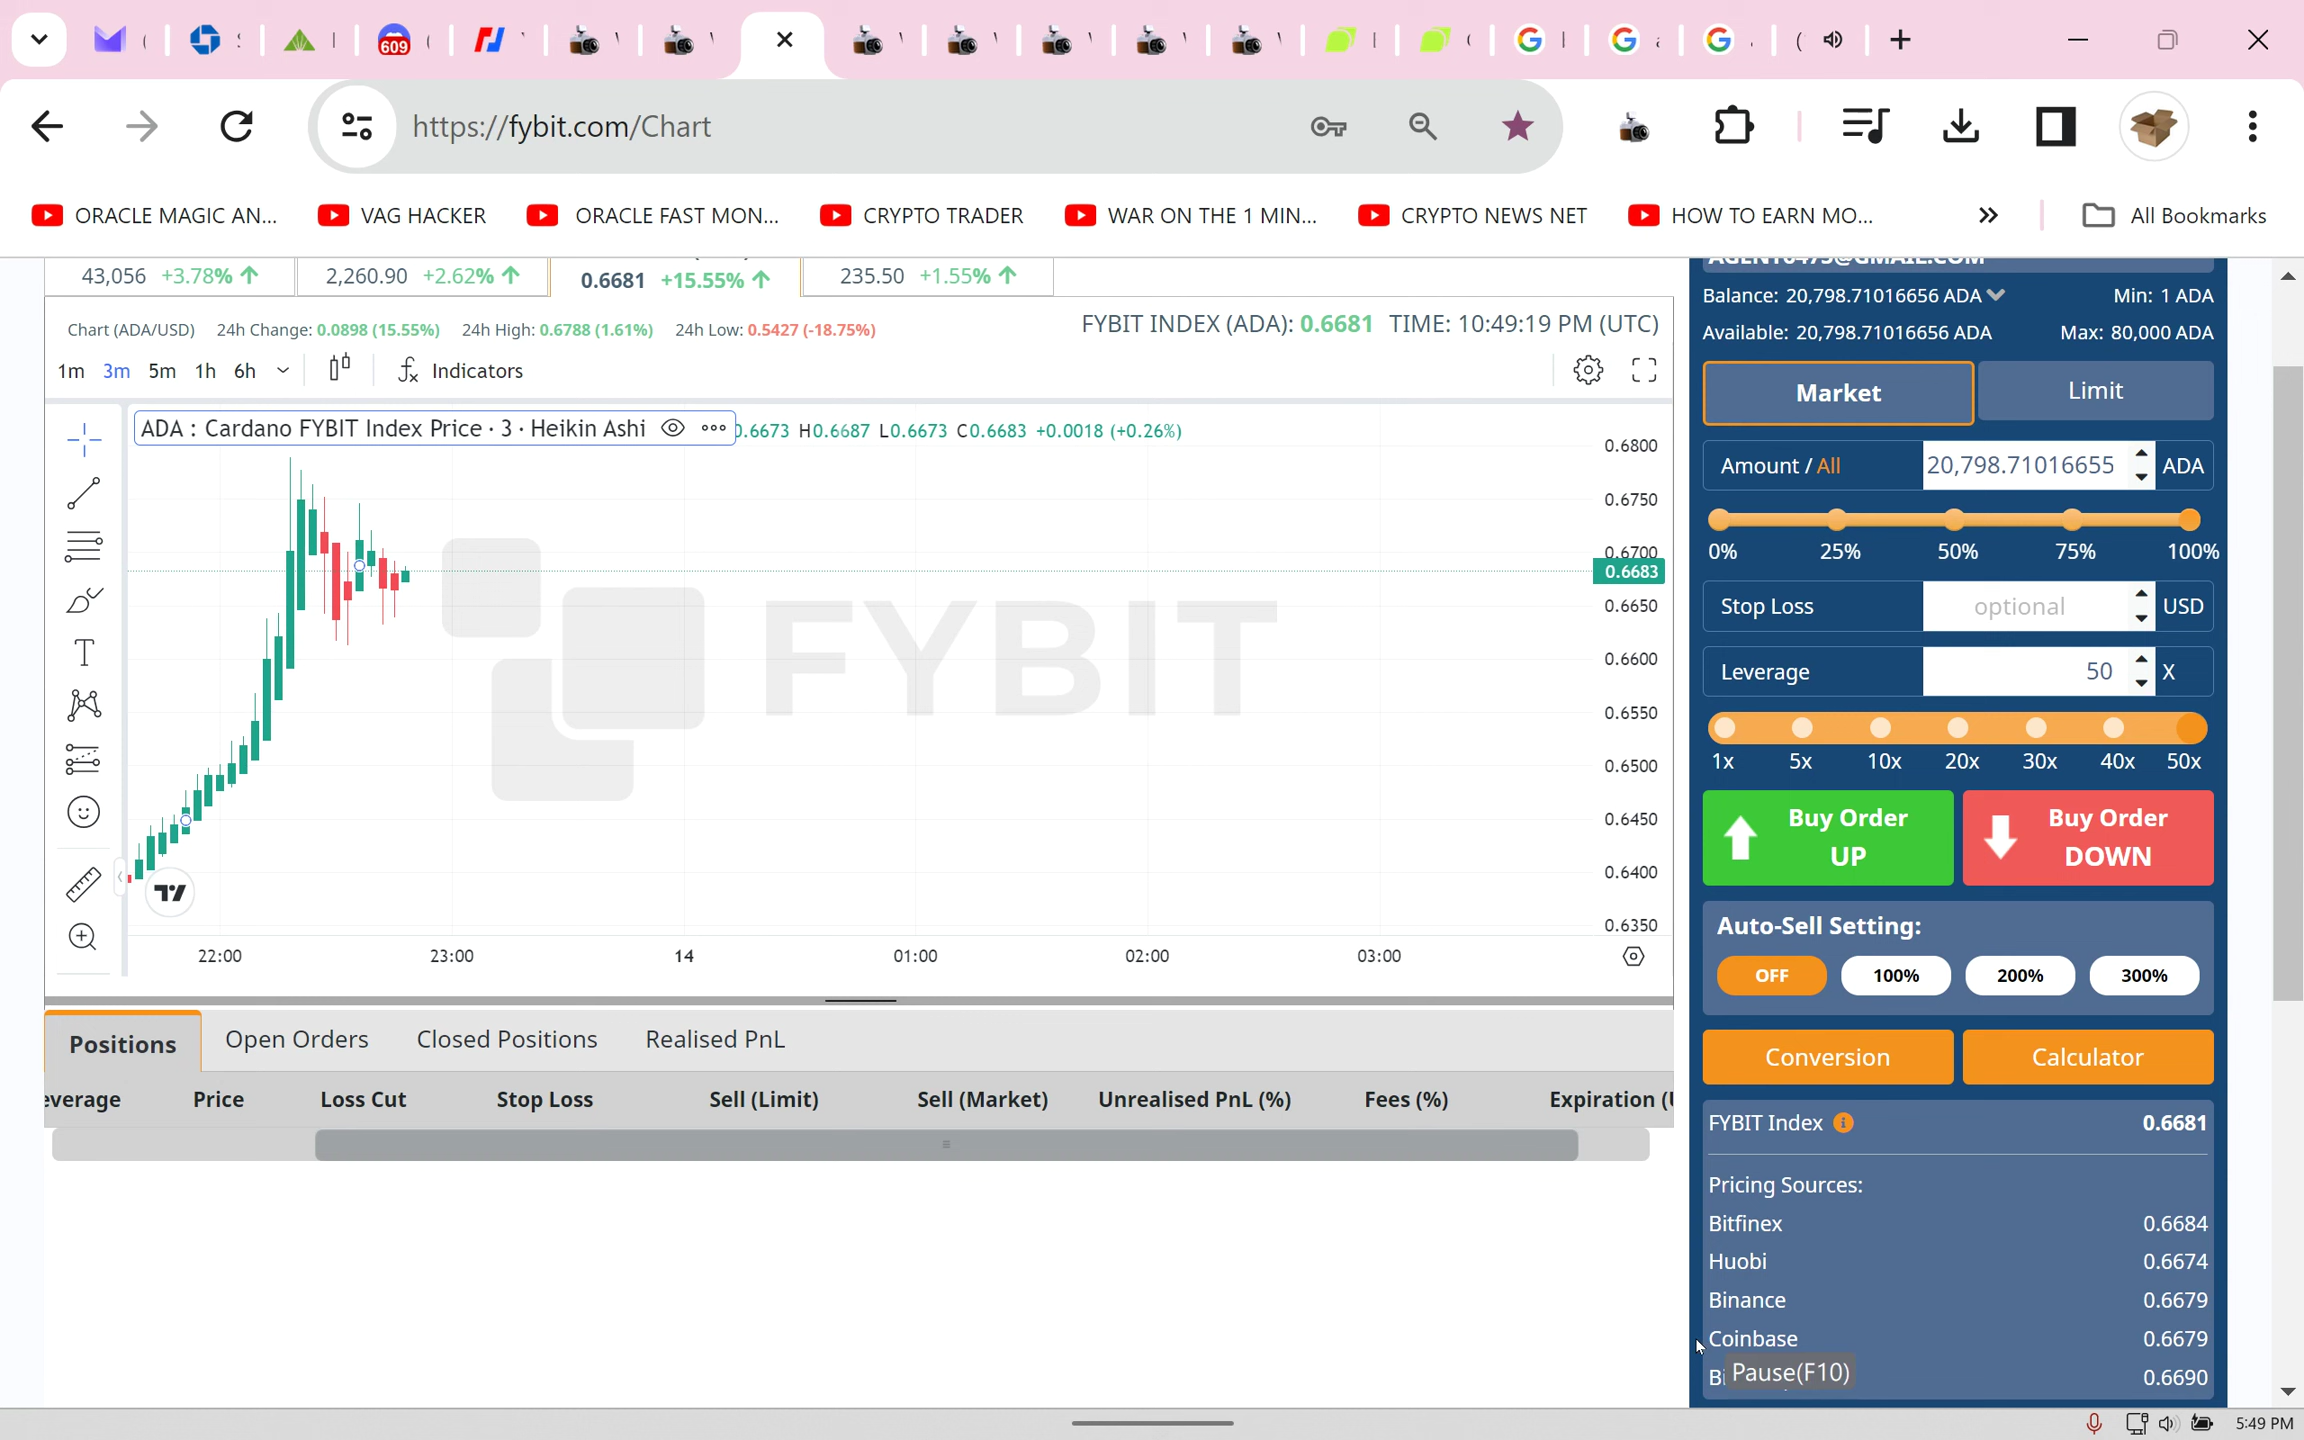 609
https://fybit.com/Chart
ORACLE MAGIC AN...
VAG HACKER
ORACLE FAST MON...
CRYPTO TRADER
WAR ON THE 1 MIN...
CRYPTO NEWS NET
HOW TO EARN MO...
All Bookmarks
43,056 +3.78%
2,260.90 +2.62%
0.6681 +15.55%
235.50 +1.55%
Chart (ADA/USD) 24h Change: 0.0898 (15.55%) 24h High: 0.6788 (1.61%) 24h Low: 0.5427 (-18.75%)
FYBIT INDEX (ADA): 0.6681 TIME: 10:49:19 PM (UTC)
1m 3m 5m 1h 6h
Indicators
ADA : Cardano FYBIT Index Price · 3 · Heikin Ashi
0.6673 H0.6687 L0.6673 C0.6683 +0.0018 (+0.26%)
0.6800
0.6750
0.6700
0.6683
0.6650
0.6600
0.6550
0.6500
0.6450
0.6400
0.6350
FYBIT
22:00 23:00 14 01:00 02:00 03:00
Positions
Open Orders
Closed Positions
Realised PnL
everage Price Loss Cut Stop Loss Sell (Limit) Sell (Market) Unrealised PnL (%) Fees (%) Expiration (U
AGENT6475@GMAIL.COM
Balance: 20,798.71016656 ADA
Min: 1 ADA
Available: 20,798.71016656 ADA
Max: 80,000 ADA
Market
Limit
Amount / All
20,798.71016655
ADA
0% 25% 50% 75% 100%
Stop Loss
optional
USD
Leverage
50
X
1x 5x 10x 20x 30x 40x 50x
Buy Order
UP
Buy Order
DOWN
Auto-Sell Setting:
OFF
100%
200%
300%
Conversion
Calculator
FYBIT Index
0.6681
Pricing Sources:
Bitfinex 0.6684
Huobi 0.6674
Binance 0.6679
Coinbase 0.6679
Bi 0.6690
Pause(F10)
5:49 PM